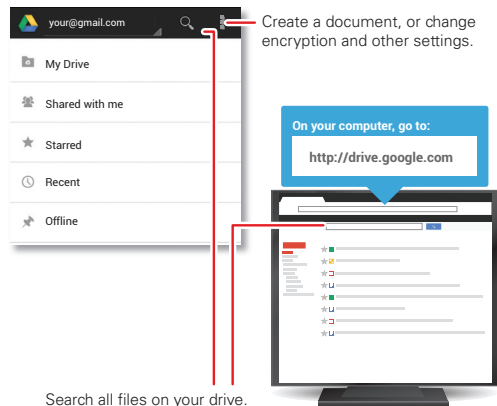 your@gmail.com
Create a document, or change
encryption and other settings.
My Drive
Shared with me
Starred
Recent
Offline
On your computer, go to:
http://drive.google.com
Search all files on your drive.